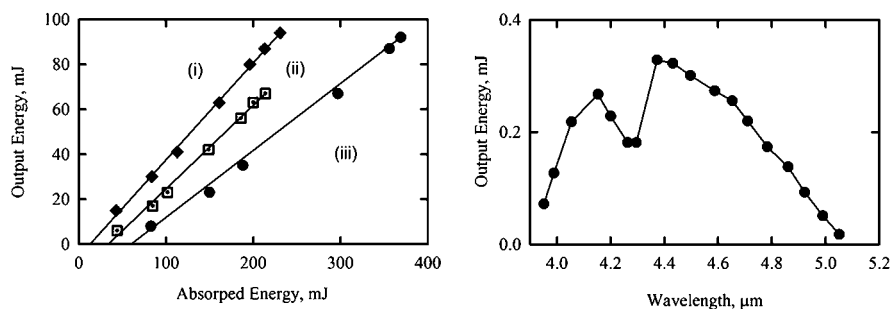 100
80
60
40
20
0
Output Energy, mJ
(i)
(ii)
(iii)
0 100 200 300 400
Absorped Energy, mJ
0.4
0.2
0.0
Output Energy, mJ
4.0 4.2 4.4 4.6 4.8 5.0 5.2
Wavelength, μm